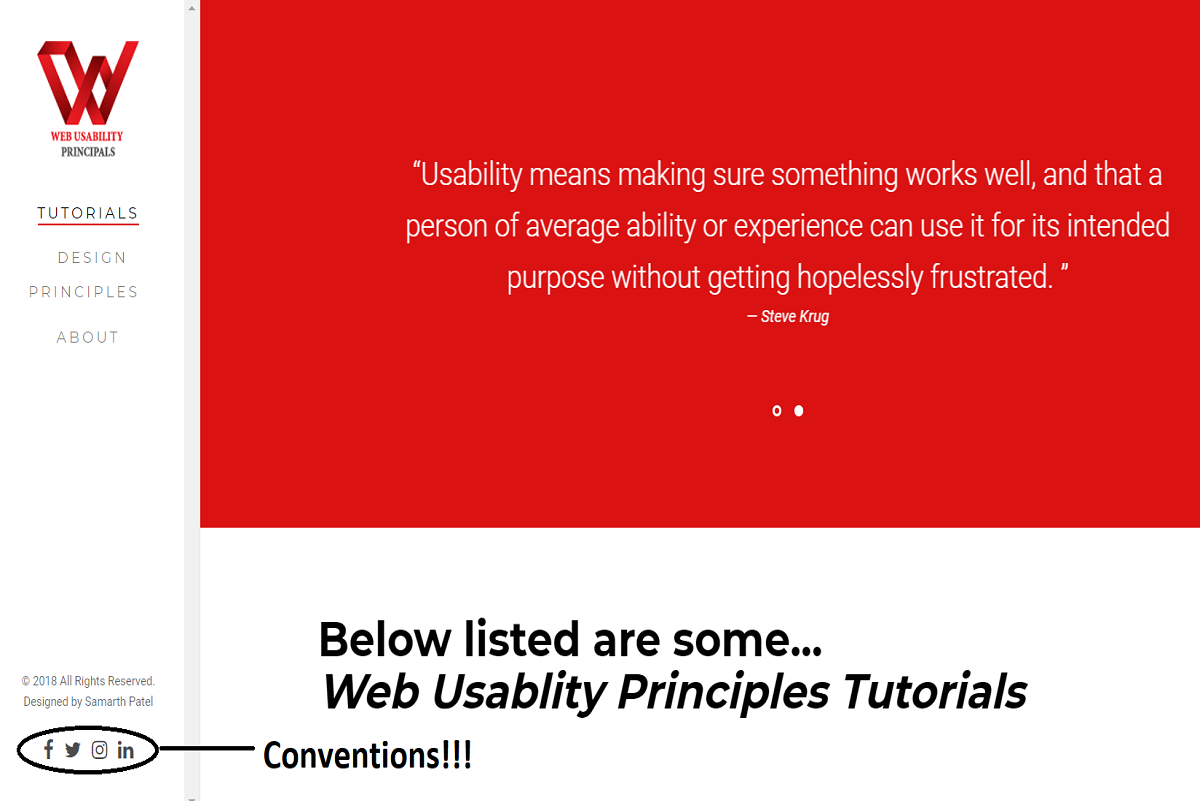 WEB USABILITY
PRINCIPALS
TUTORIALS
DESIGN
PRINCIPLES
ABOUT
© 2018 All Rights Reserved.
Designed by Samarth Patel
“Usability means making sure something works well, and that a
person of average ability or experience can use it for its intended
purpose without getting hopelessly frustrated. ”
— Steve Krug
Below listed are some...
Web Usablity Principles Tutorials
Conventions!!!